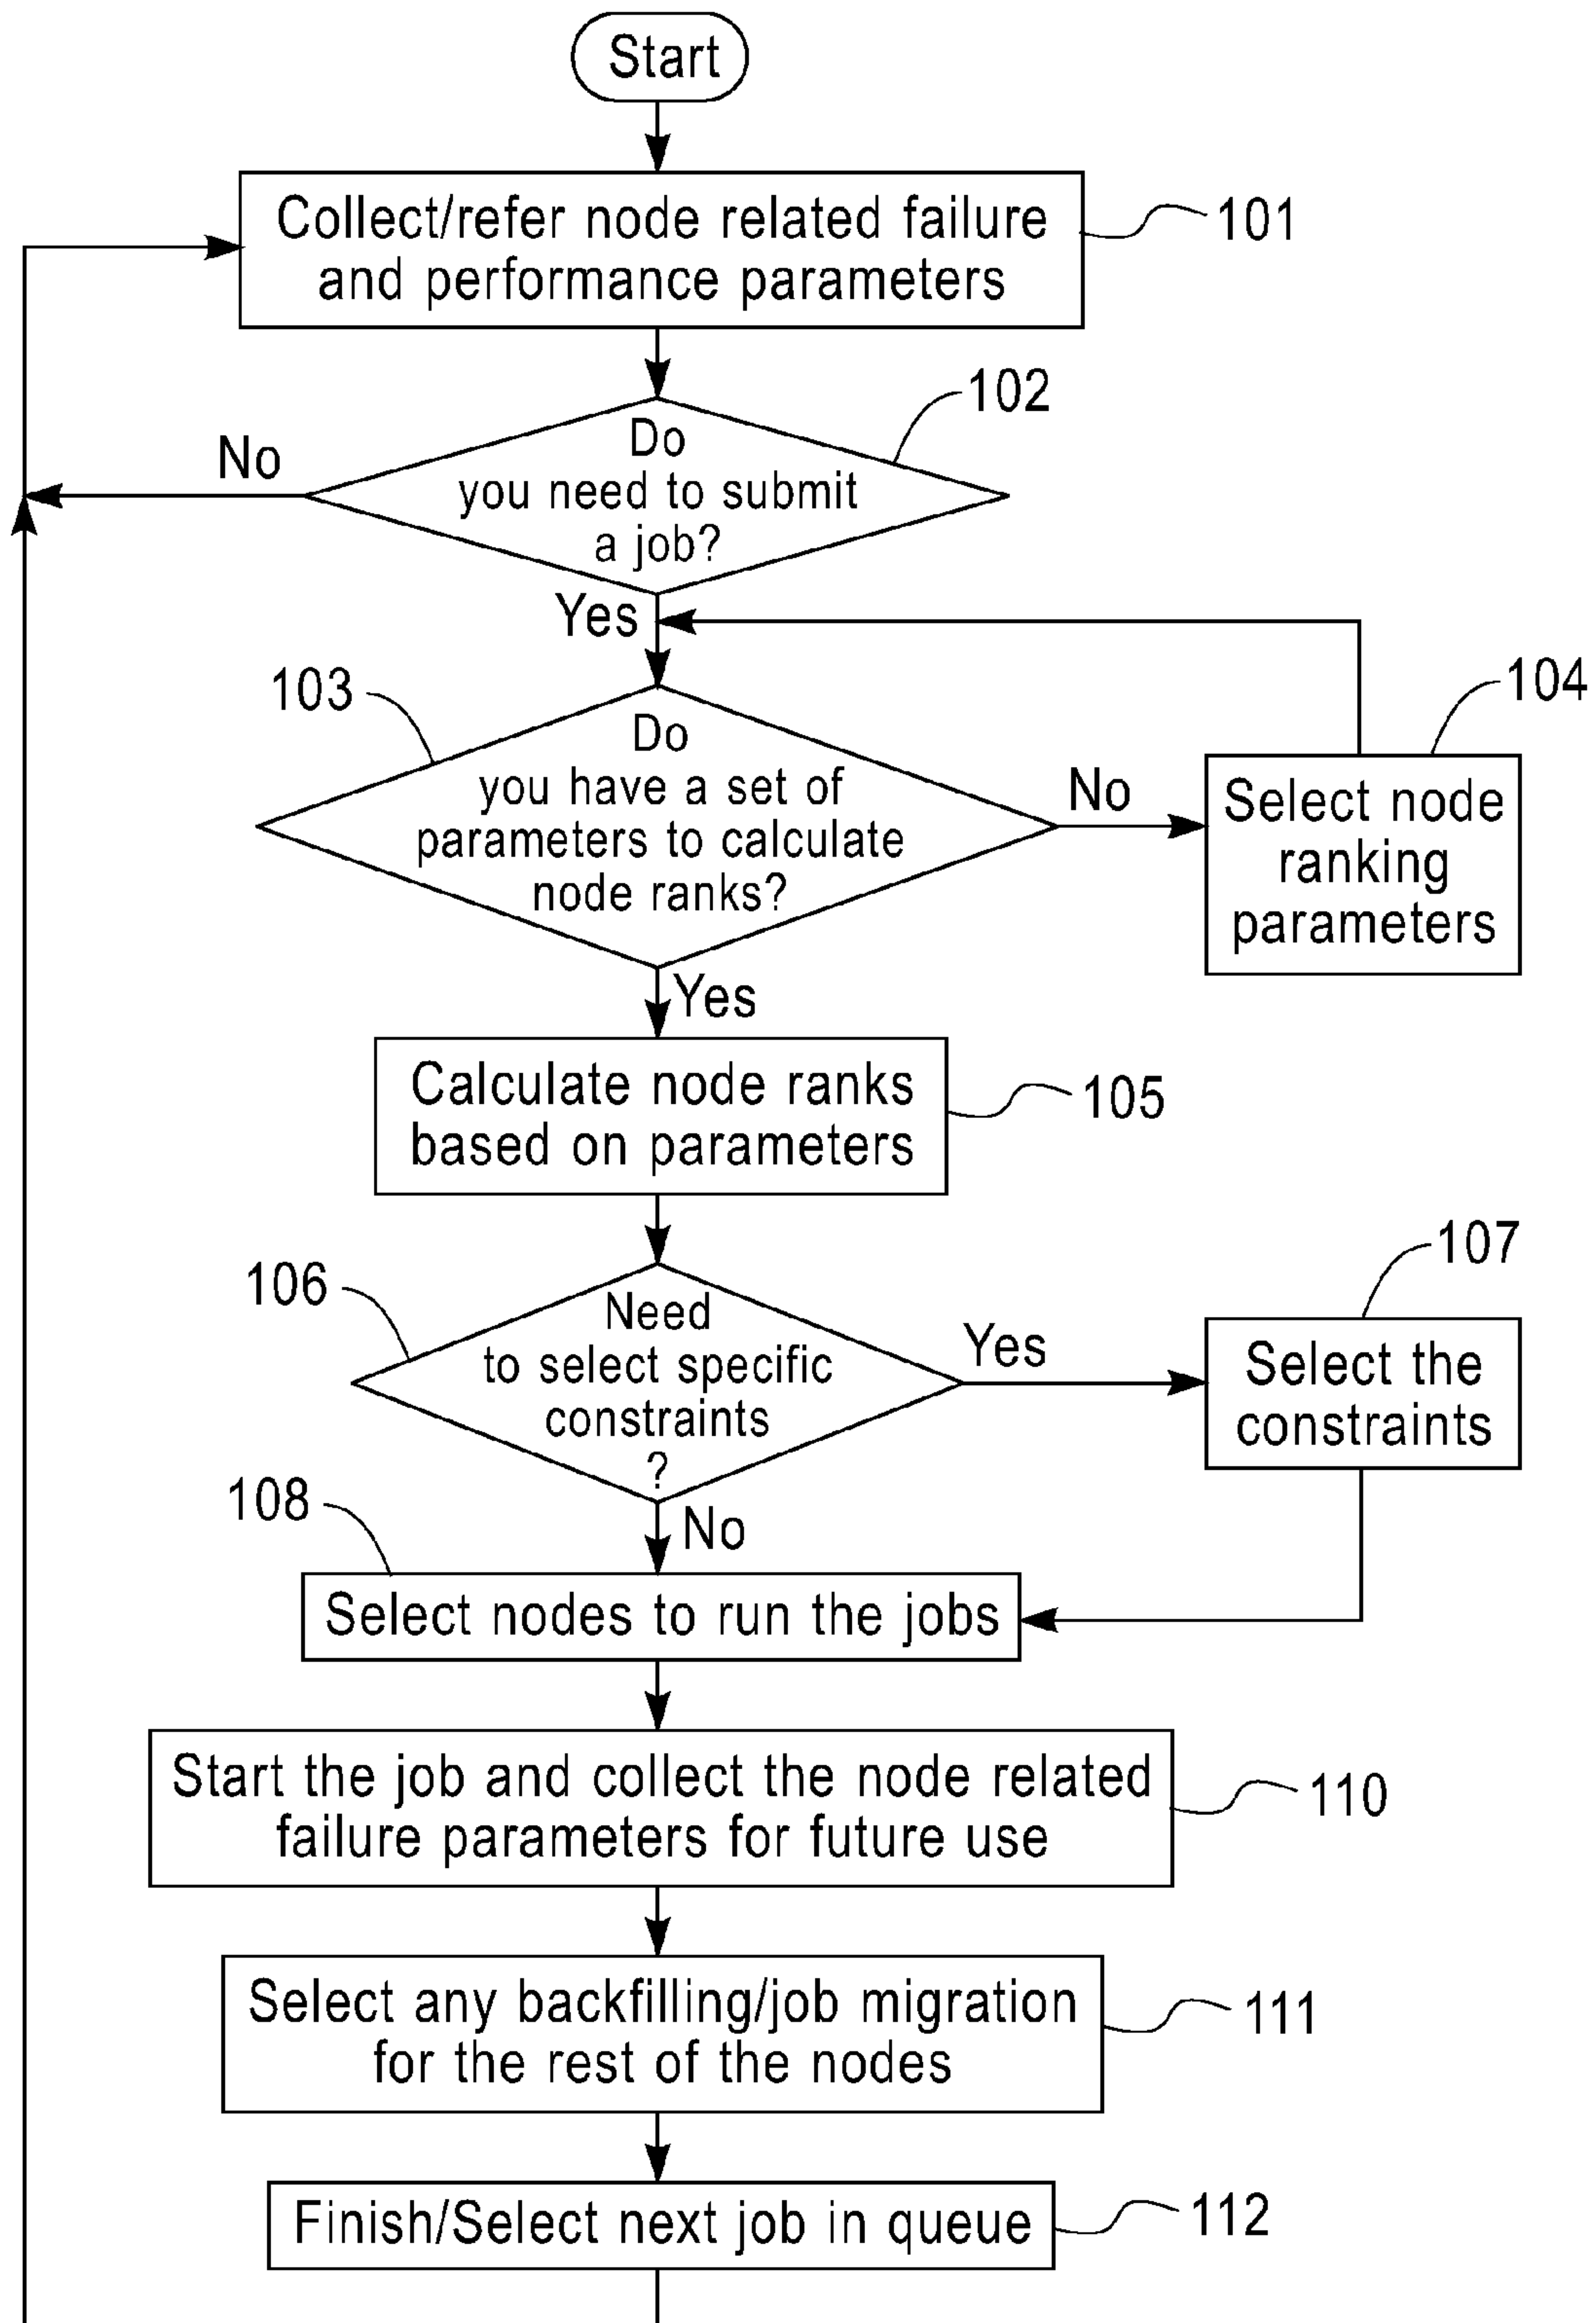 Start
Collect/refer node related failure
and performance parameters
101
102
Do
you need to submit
a job?
No
Yes
103
Do
you have a set of
parameters to calculate
node ranks?
No
104
Select node
ranking
parameters
Yes
Calculate node ranks
based on parameters
105
106
Need
to select specific
constraints
?
Yes
107
Select the
constraints
108
No
Select nodes to run the jobs
Start the job and collect the node related
failure parameters for future use
110
Select any backfilling/job migration
for the rest of the nodes
111
Finish/Select next job in queue
112